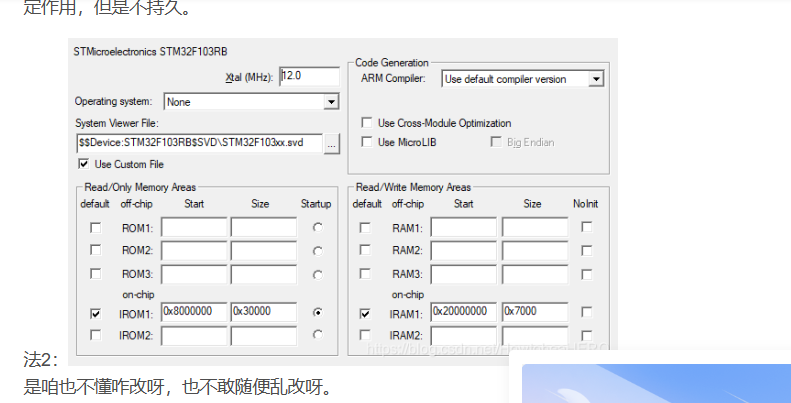 定作用，但是不持久。
STMicroelectronics STM32F103RB
Xtal (MHz): 12.0
Operating system: None
System Viewer File:
$$Device:STM32F103RB$SVD\STM32F103xx.svd ...
Use Custom File
Code Generation
ARM Compiler: Use default compiler version
Use Cross-Module Optimization
Use MicroLIB Big Endian
Read/Only Memory Areas
default off-chip Start Size Startup
ROM1:
ROM2:
ROM3:
on-chip
IROM1: 0x8000000 0x30000
IROM2:
Read/Write Memory Areas
default off-chip Start Size NoInit
RAM1:
RAM2:
RAM3:
on-chip
IRAM1: 0x20000000 0x7000
IRAM2:
法2：
是咱也不懂咋改呀，也不敢随便乱改呀。